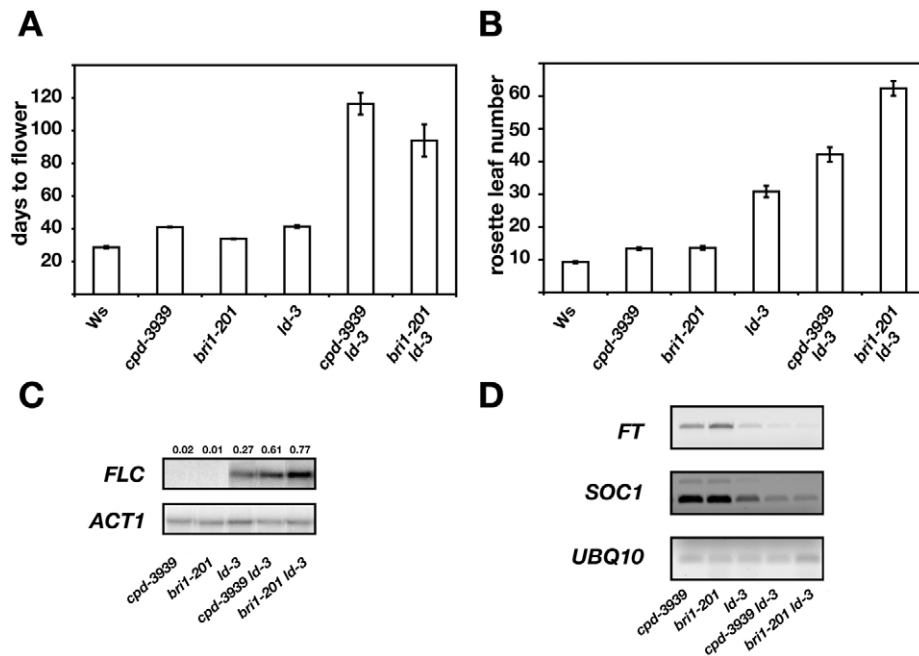 A
days to flower
120
100
80
60
40
20
Ws
cpd-3939
bri1-201
ld-3
cpd-3939
ld-3
bri1-201
ld-3
B
rosette leaf number
60
50
40
30
20
10
Ws
cpd-3939
bri1-201
ld-3
cpd-3939
ld-3
bri1-201
ld-3
C
0.02 0.01 0.27 0.61 0.77
FLC
ACT1
cpd-3939
bri1-201
ld-3
cpd-3939 ld-3
bri1-201 ld-3
D
FT
SOC1
UBQ10
cpd-3939
bri1-201
ld-3
cpd-3939 ld-3
bri1-201 ld-3